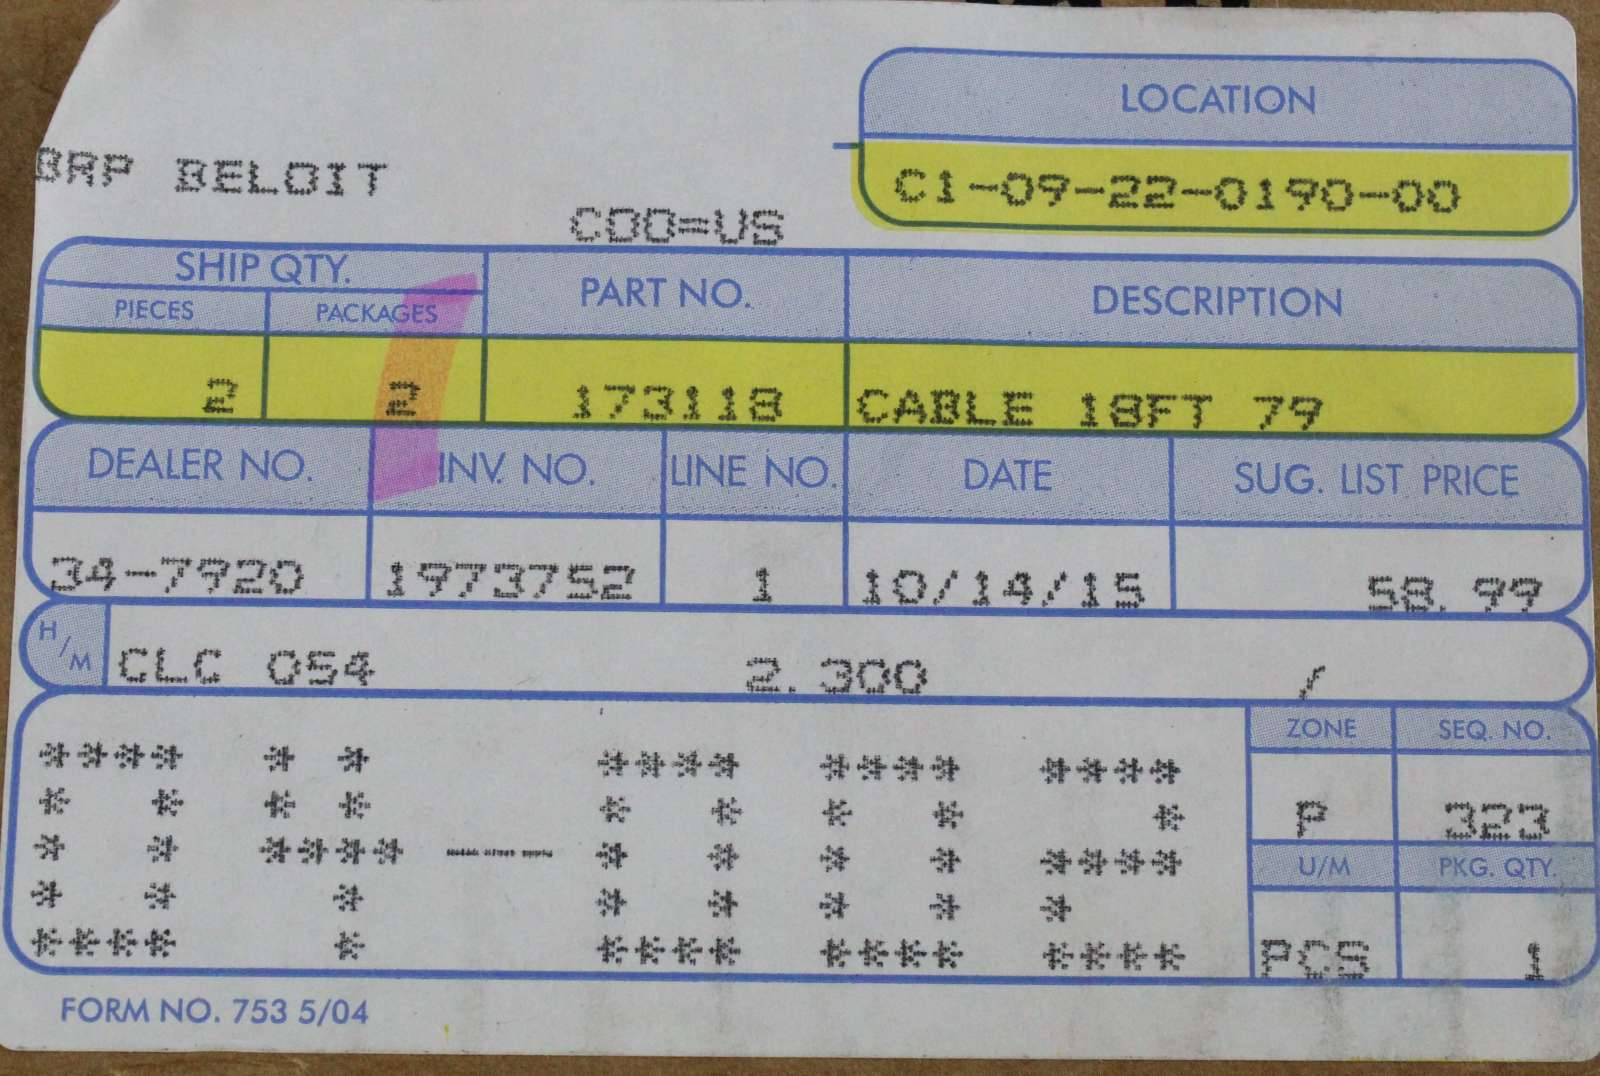 LOCATION
BRP BELOIT
C1-09-22-0190-00
COO=US
SHIP QTY.
PART NO.
DESCRIPTION
PIECES
PACKAGES
2
2
173118
CABLE 18FT 79
DEALER NO.
INV. NO.
LINE NO.
DATE
SUG. LIST PRICE
34-7920
1973752
1
10/14/15
58.99
H/M
CLC 054
2.300
/
ZONE
SEQ. NO.
P
323
04-002
U/M
PKG. QTY.
PCS
1
FORM NO. 753 5/04